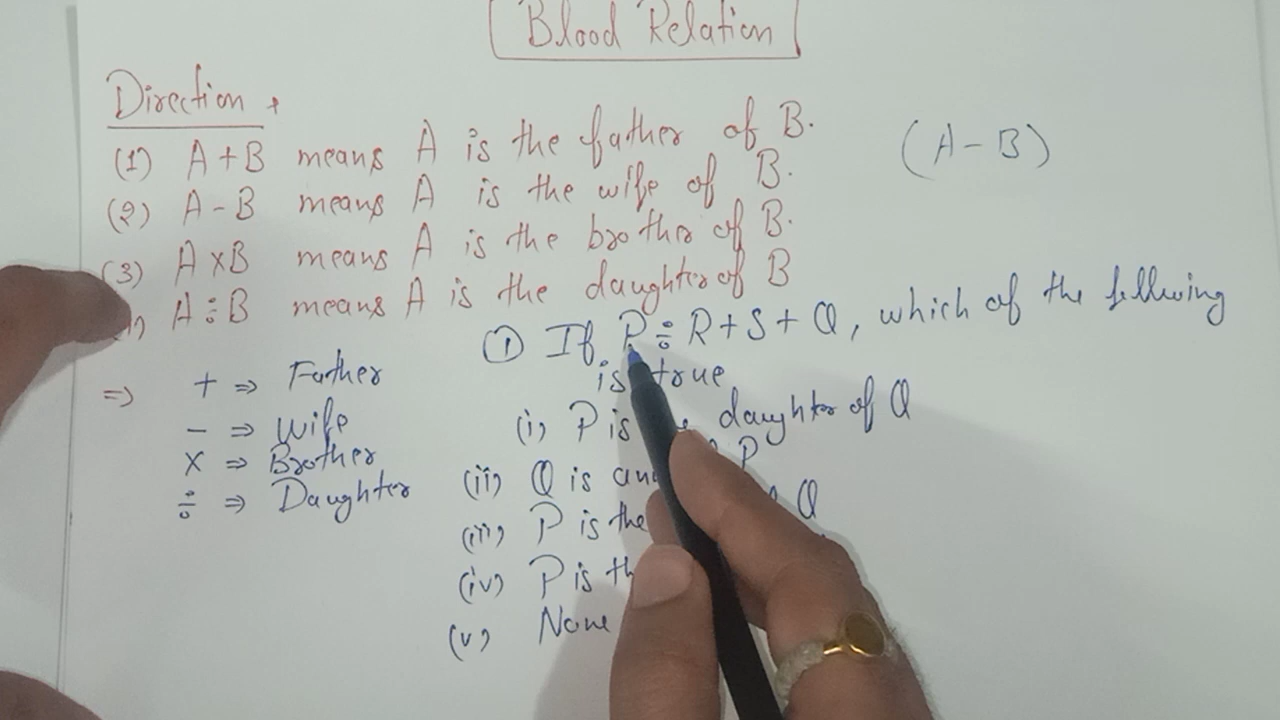 Blood Relation
Direction
(1) A + B means A is the father of B.
(2) A - B means A is the wife of B.
(3) A x B means A is the brother of B.
A ÷ B means A is the daughter of B
(A - B)
① If P ÷ R + S + Q, which of the following
is true
(i) P is daughter of Q
(ii) Q is P
(iii) P is the Q
(iv) P is
(v) None
⇒ + ⇒ Father
- ⇒ Wife
x ⇒ Brother
÷ ⇒ Daughter